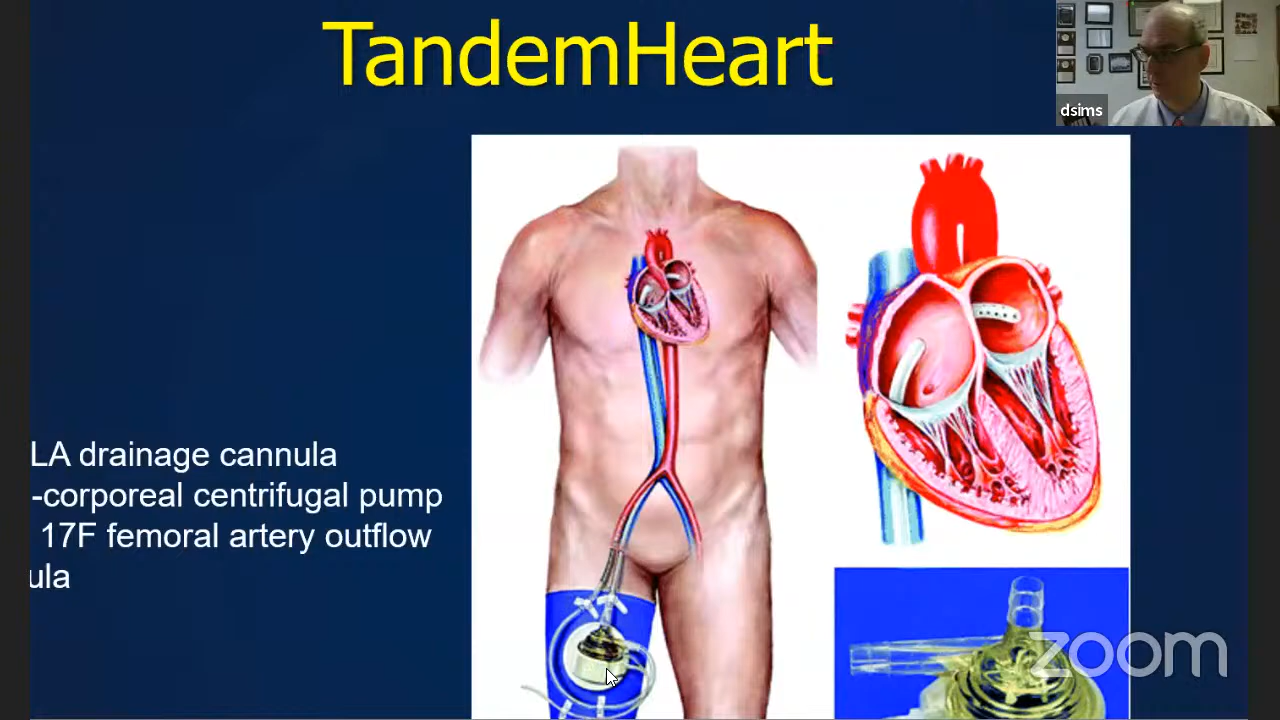 TandemHeart
dsims
LA drainage cannula
-corporeal centrifugal pump
17F femoral artery outflow
ula
zoom